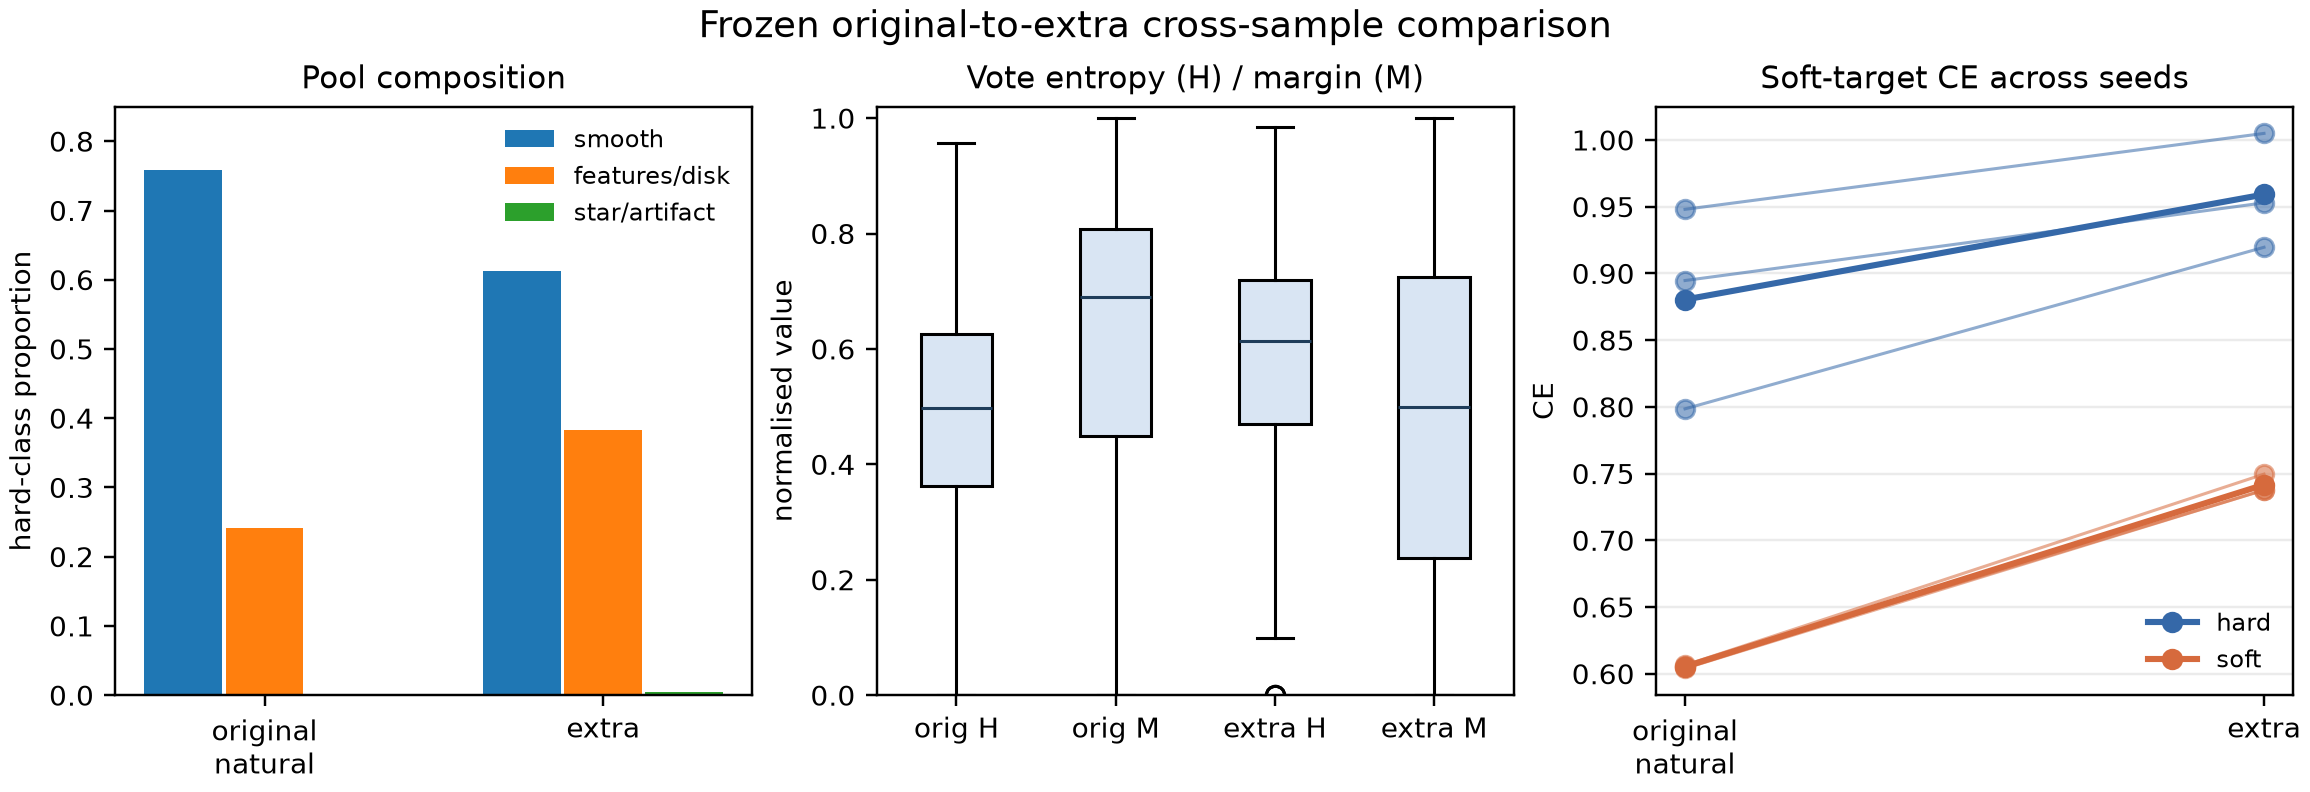 Frozen original-to-extra cross-sample comparison
Pool composition
hard-class proportion
0.8
0.7
0.6
0.5
0.4
0.3
0.2
0.1
0.0
smooth
features/disk
star/artifact
original
natural
extra
Vote entropy (H) / margin (M)
normalised value
1.0
0.8
0.6
0.4
0.2
0.0
orig H
orig M
extra H
extra M
Soft-target CE across seeds
CE
1.00
0.95
0.90
0.85
0.80
0.75
0.70
0.65
0.60
hard
soft
original
natural
extra